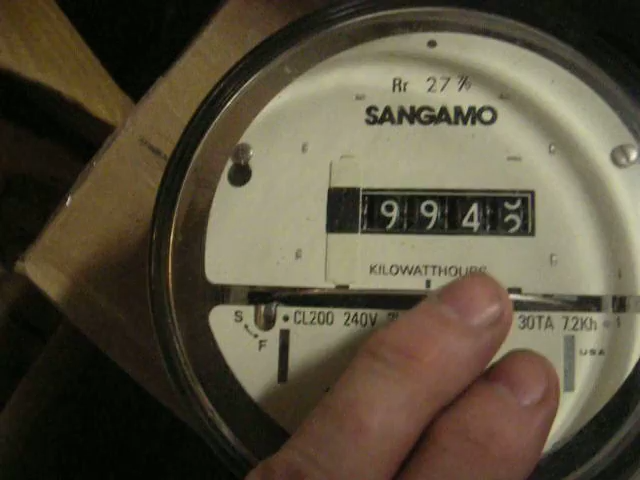 Rr 27 7/9
SANGAMO
994
KILOWATTHOURS
S
F
CL200 240V 30TA 7.2Kh
USA